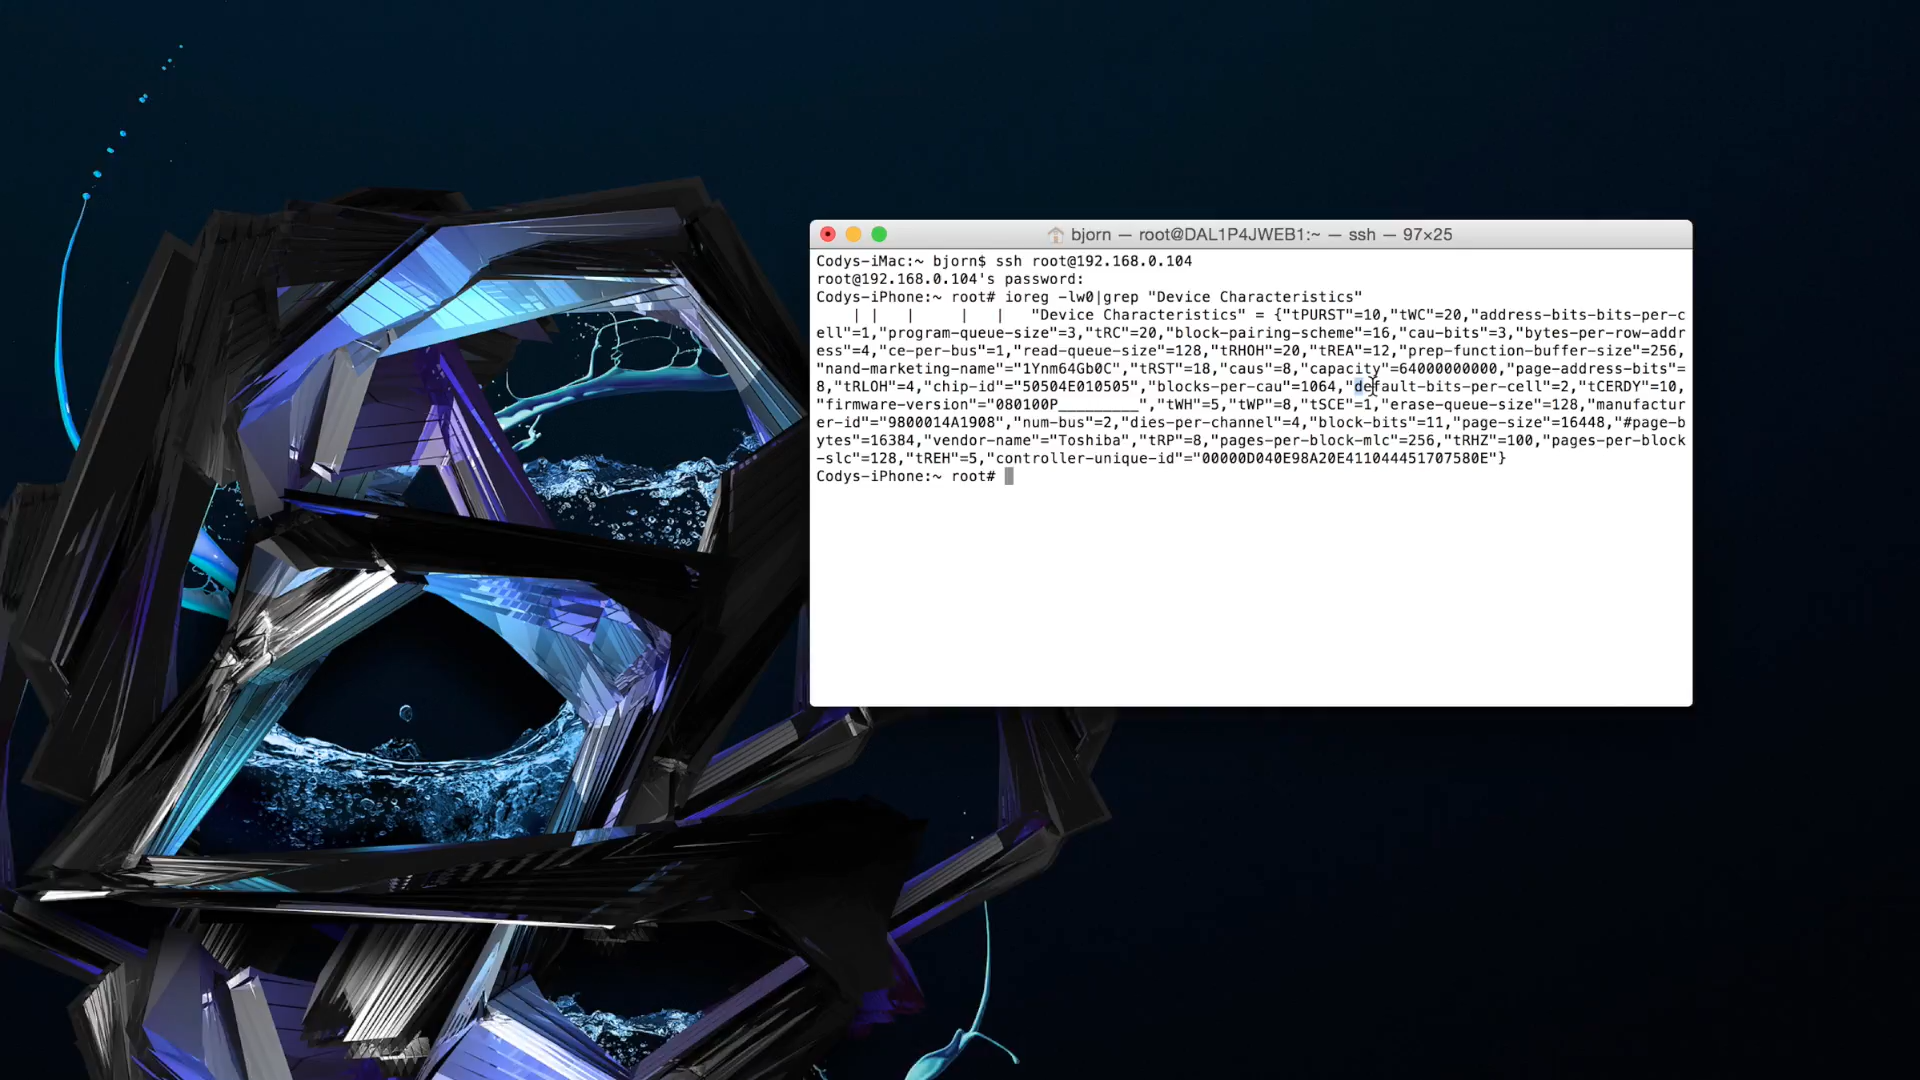 bjorn — root@DAL1P4JWEB1:~ — ssh — 97×25
Codys-iMac:~ bjorn$ ssh root@192.168.0.104
root@192.168.0.104's password:
Codys-iPhone:~ root# ioreg -lw0|grep "Device Characteristics"
| |   |     |   |   "Device Characteristics" = {"tPURST"=10,"tWC"=20,"address-bits-bits-per-c
ell"=1,"program-queue-size"=3,"tRC"=20,"block-pairing-scheme"=16,"cau-bits"=3,"bytes-per-row-addr
ess"=4,"ce-per-bus"=1,"read-queue-size"=128,"tRHOH"=20,"tREA"=12,"prep-function-buffer-size"=256,
"nand-marketing-name"="1Ynm64Gb0C","tRST"=18,"caus"=8,"capacity"=64000000000,"page-address-bits"=
8,"tRLOH"=4,"chip-id"="50504E010505","blocks-per-cau"=1064,"default-bits-per-cell"=2,"tCERDY"=10,
"firmware-version"="080100P_________","tWH"=5,"tWP"=8,"tSCE"=1,"erase-queue-size"=128,"manufactur
er-id"="9800014A1908","num-bus"=2,"dies-per-channel"=4,"block-bits"=11,"page-size"=16448,"#page-
bytes"=16384,"vendor-name"="Toshiba","tRP"=8,"pages-per-block-mlc"=256,"tRHZ"=100,"pages-per-block
-slc"=128,"tREH"=5,"controller-unique-id"="00000D040E98A20E411044451707580E"}
Codys-iPhone:~ root#